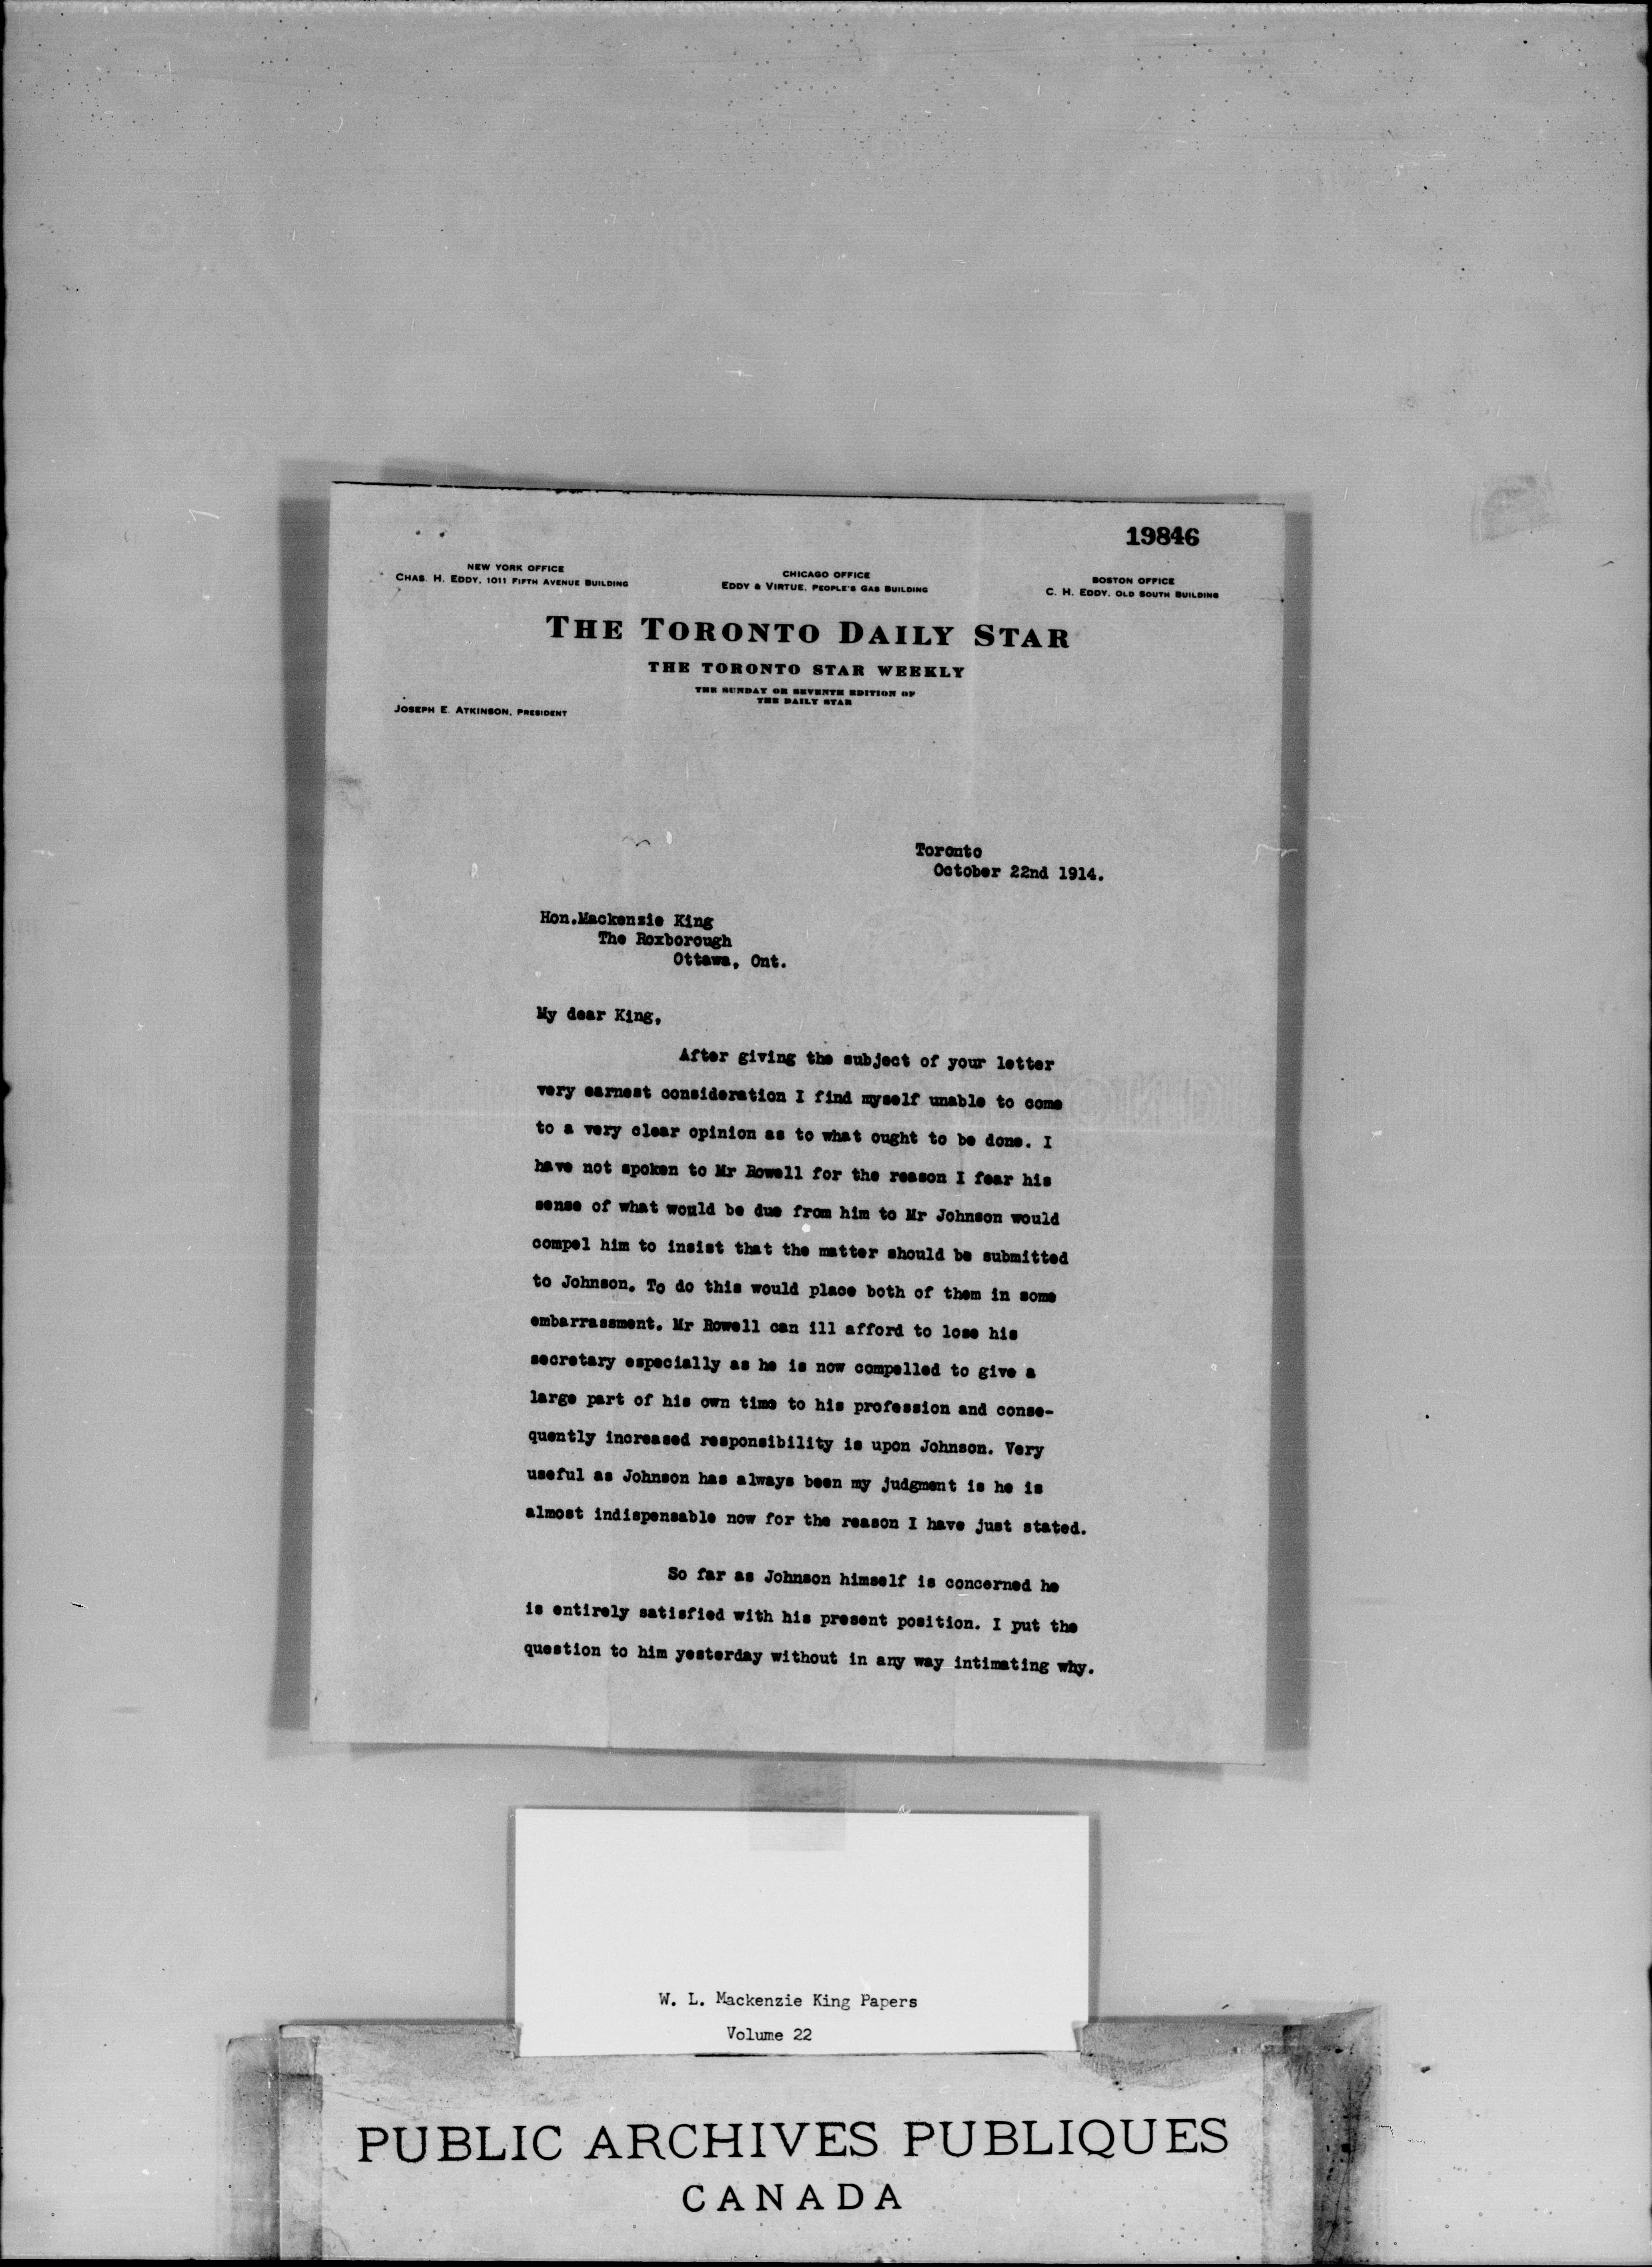 19846
NEW YORK OFFICE
CHAS. H. EDDY, 1011 FIFTH AVENUE BUILDING
CHICAGO OFFICE
EDDY & VIRTUE, PEOPLE'S GAS BUILDING
BOSTON OFFICE
C. H. EDDY, OLD SOUTH BUILDING
THE TORONTO DAILY STAR
THE TORONTO STAR WEEKLY
THE SUNDAY OR SEVENTH EDITION OF
THE DAILY STAR
JOSEPH E. ATKINSON, PRESIDENT
Toronto
October 22nd 1914.
Hon.Mackenzie King
The Roxborough
Ottawa, Ont.
My dear King,
After giving the subject of your letter
very earnest consideration I find myself unable to come
to a very clear opinion as to what ought to be done. I
have not spoken to Mr Rowell for the reason I fear his
sense of what would be due from him to Mr Johnson would
compel him to insist that the matter should be submitted
to Johnson. To do this would place both of them in some
embarrassment. Mr Rowell can ill afford to lose his
secretary especially as he is now compelled to give a
large part of his own time to his profession and conse-
quently increased responsibility is upon Johnson. Very
useful as Johnson has always been my judgment is he is
almost indispensable now for the reason I have just stated.
So far as Johnson himself is concerned he
is entirely satisfied with his present position. I put the
question to him yesterday without in any way intimating why.
W. L. Mackenzie King Papers
Volume 22
PUBLIC ARCHIVES PUBLIQUES
CANADA